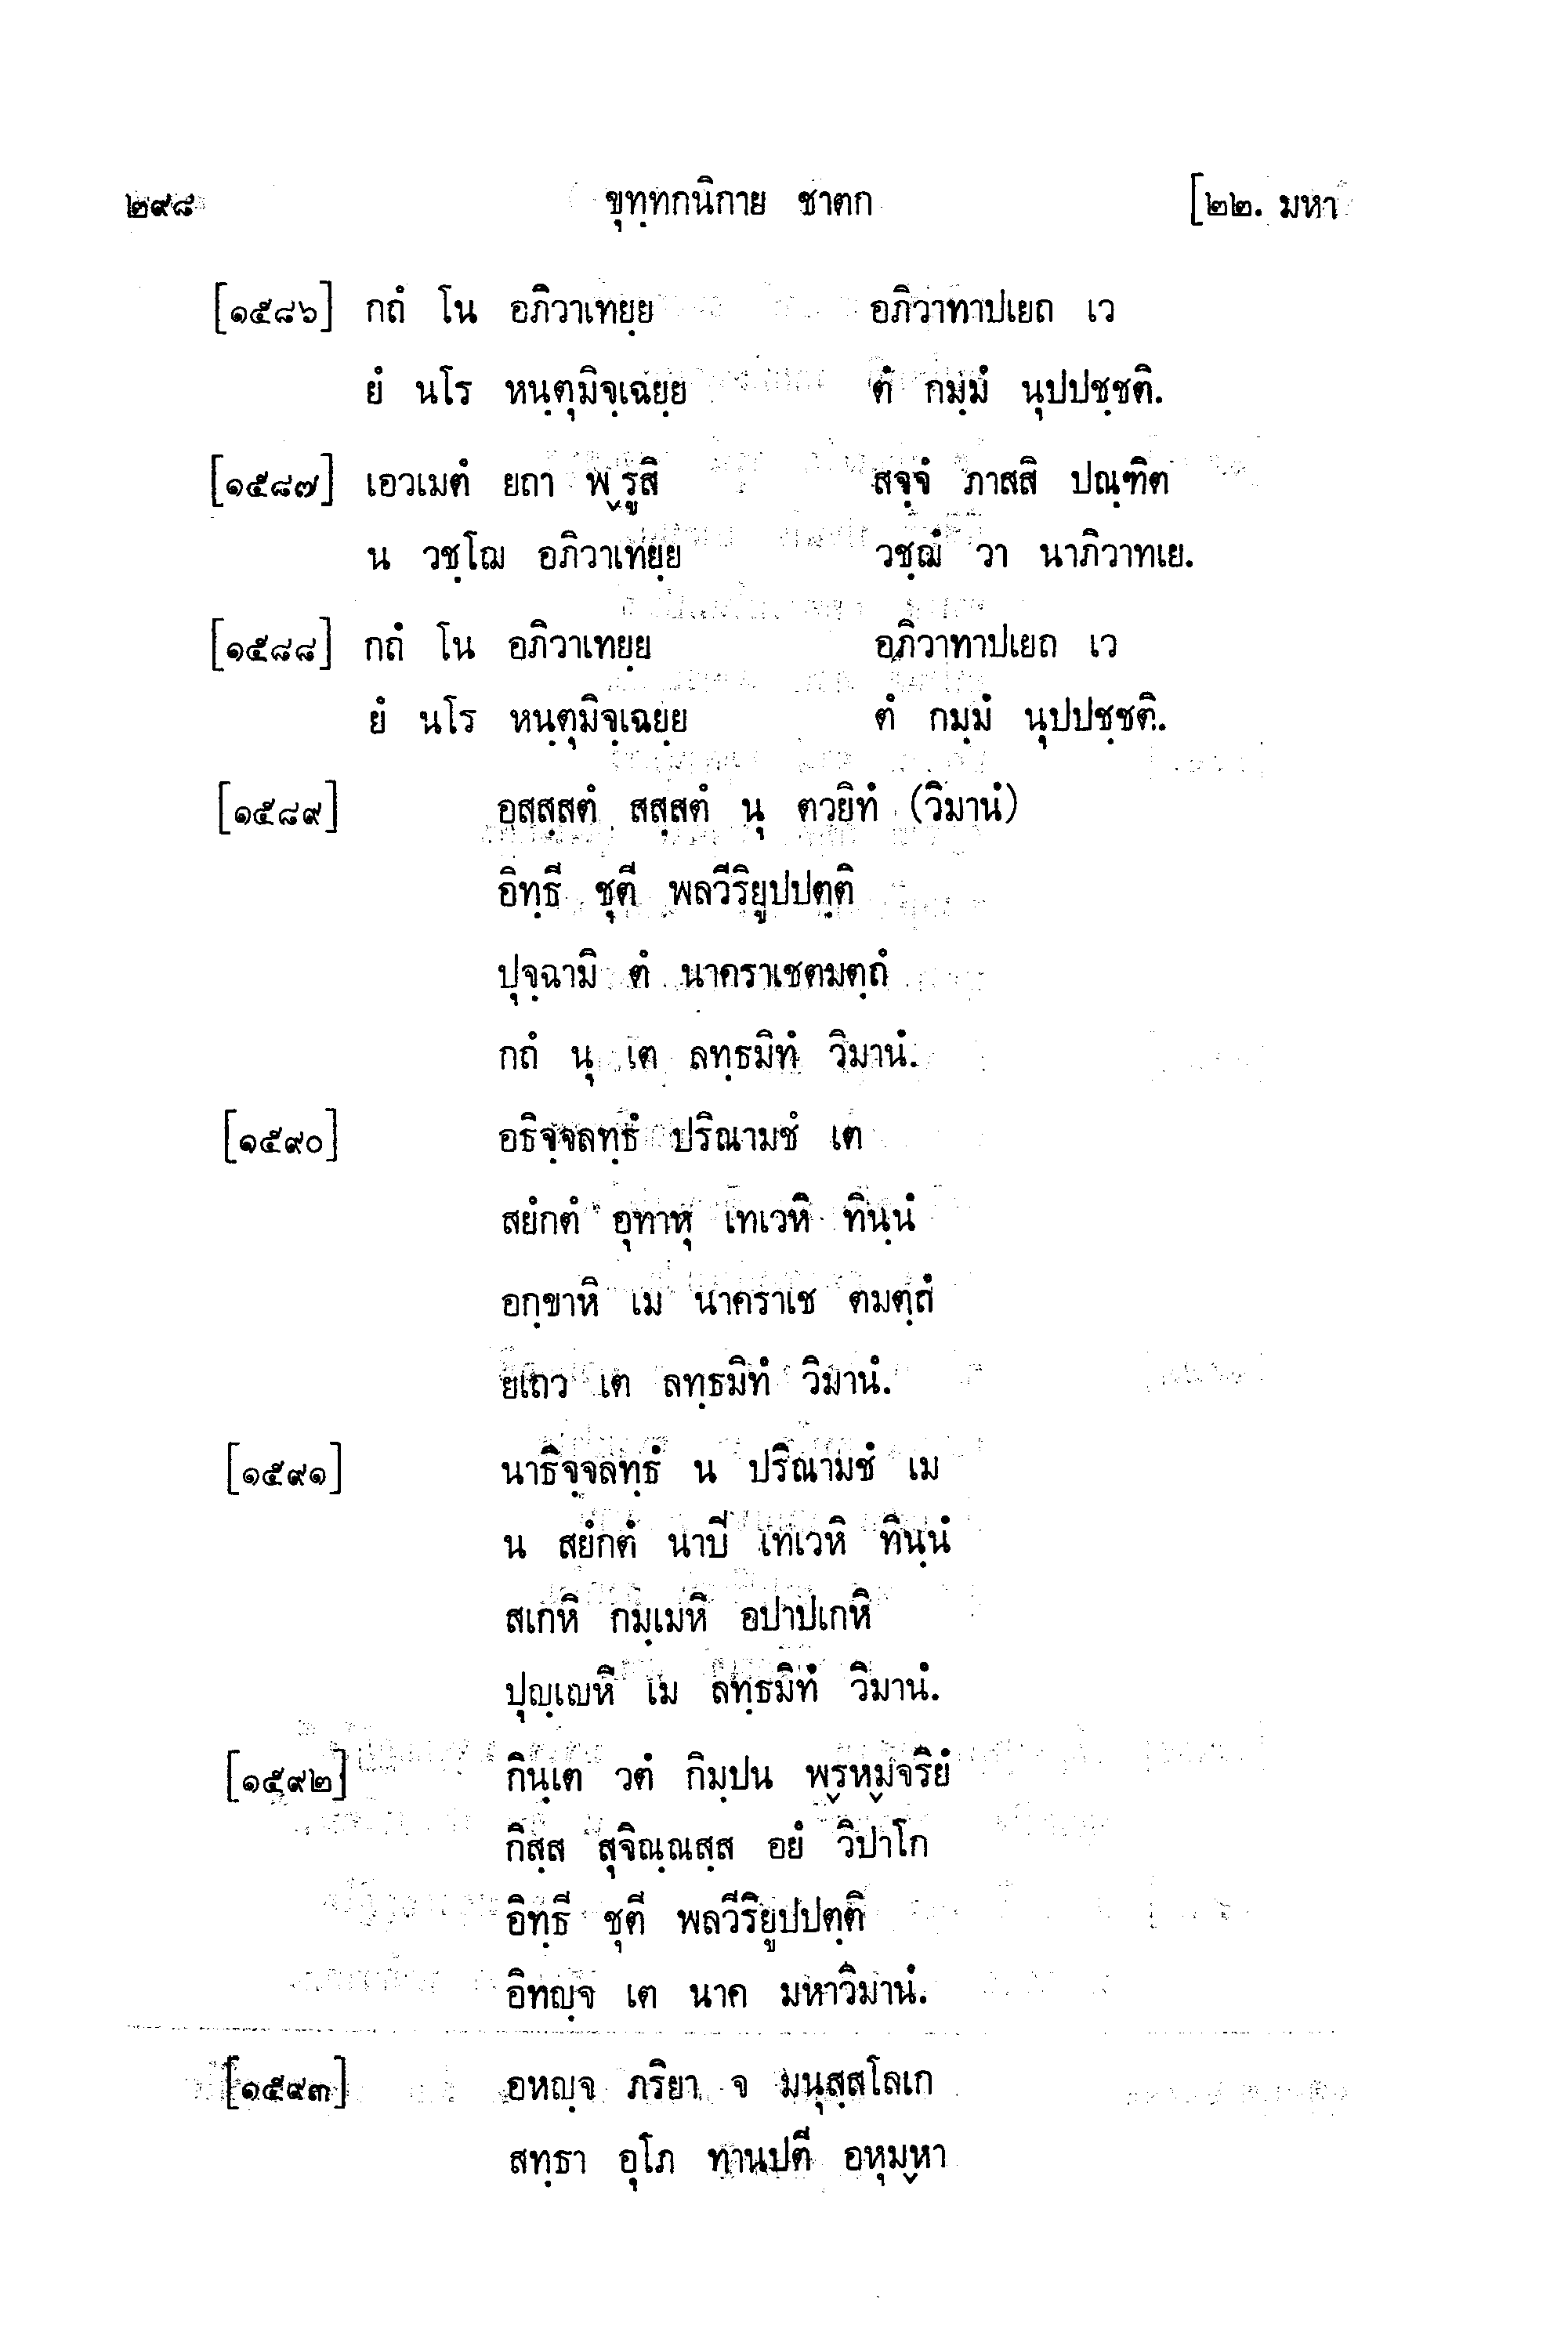 ๒๙๘ ขุทฺทกนิกาย ชาตก [๒๒. มหา
[๑๕๘๖] กถํ โน อภิวาเทยฺย อภิวาทาปเยถ เว
ยํ นโร หนฺตุมิจฺเฉยฺย ตํ กมฺมํ นุปปชฺชติ.
[๑๕๘๗] เอวเมตํ ยถา พฺรูสิ สจฺจํ ภาสสิ ปณฺฑิต
น วชฺโฌ อภิวาเทยฺย วชฺฌํ วา นาภิวาทเย.
[๑๕๘๘] กถํ โน อภิวาเทยฺย อภิวาทาปเยถ เว
ยํ นโร หนฺตุมิจฺเฉยฺย ตํ กมฺมํ นุปปชฺชติ.
[๑๕๘๙] อสสฺสตํ สสฺสตํ นุ ตวยิทํ (วิมานํ)
อิทฺธี ชุตี พลวีริยูปปตฺติ
ปุจฺฉามิ ตํ นาคราเชตมตฺถํ
กถํ นุ เต ลทฺธมิทํ วิมานํ.
[๑๕๙๐] อธิจฺจลทฺธํ ปริณามชํ เต
สยํกตํ อุทาหุ เทเวหิ ทินฺนํ
อกฺขาหิ เม นาคราเช ตมตฺถํ
ยเถว เต ลทฺธมิทํ วิมานํ.
[๑๕๙๑] นาธิจฺจลทฺธํ น ปริณามชํ เม
น สยํกตํ นาปิ เทเวหิ ทินฺนํ
สเกหิ กมฺเมหิ อปาปเกหิ
ปุญฺเญหิ เม ลทฺธมิทํ วิมานํ.
[๑๕๙๒] กินฺเต วตํ กิมฺปน พฺรหฺมจริยํ
กิสฺส สุจิณฺณสฺส อยํ วิปาโก
อิทฺธี ชุตี พลวีริยูปปตฺติ
อิทญฺจ เต นาค มหาวิมานํ.
[๑๕๙๓] อหญฺจ ภริยา จ มนุสฺสโลเก
สทฺธา อุโภ ทานปตี อหุมฺหา